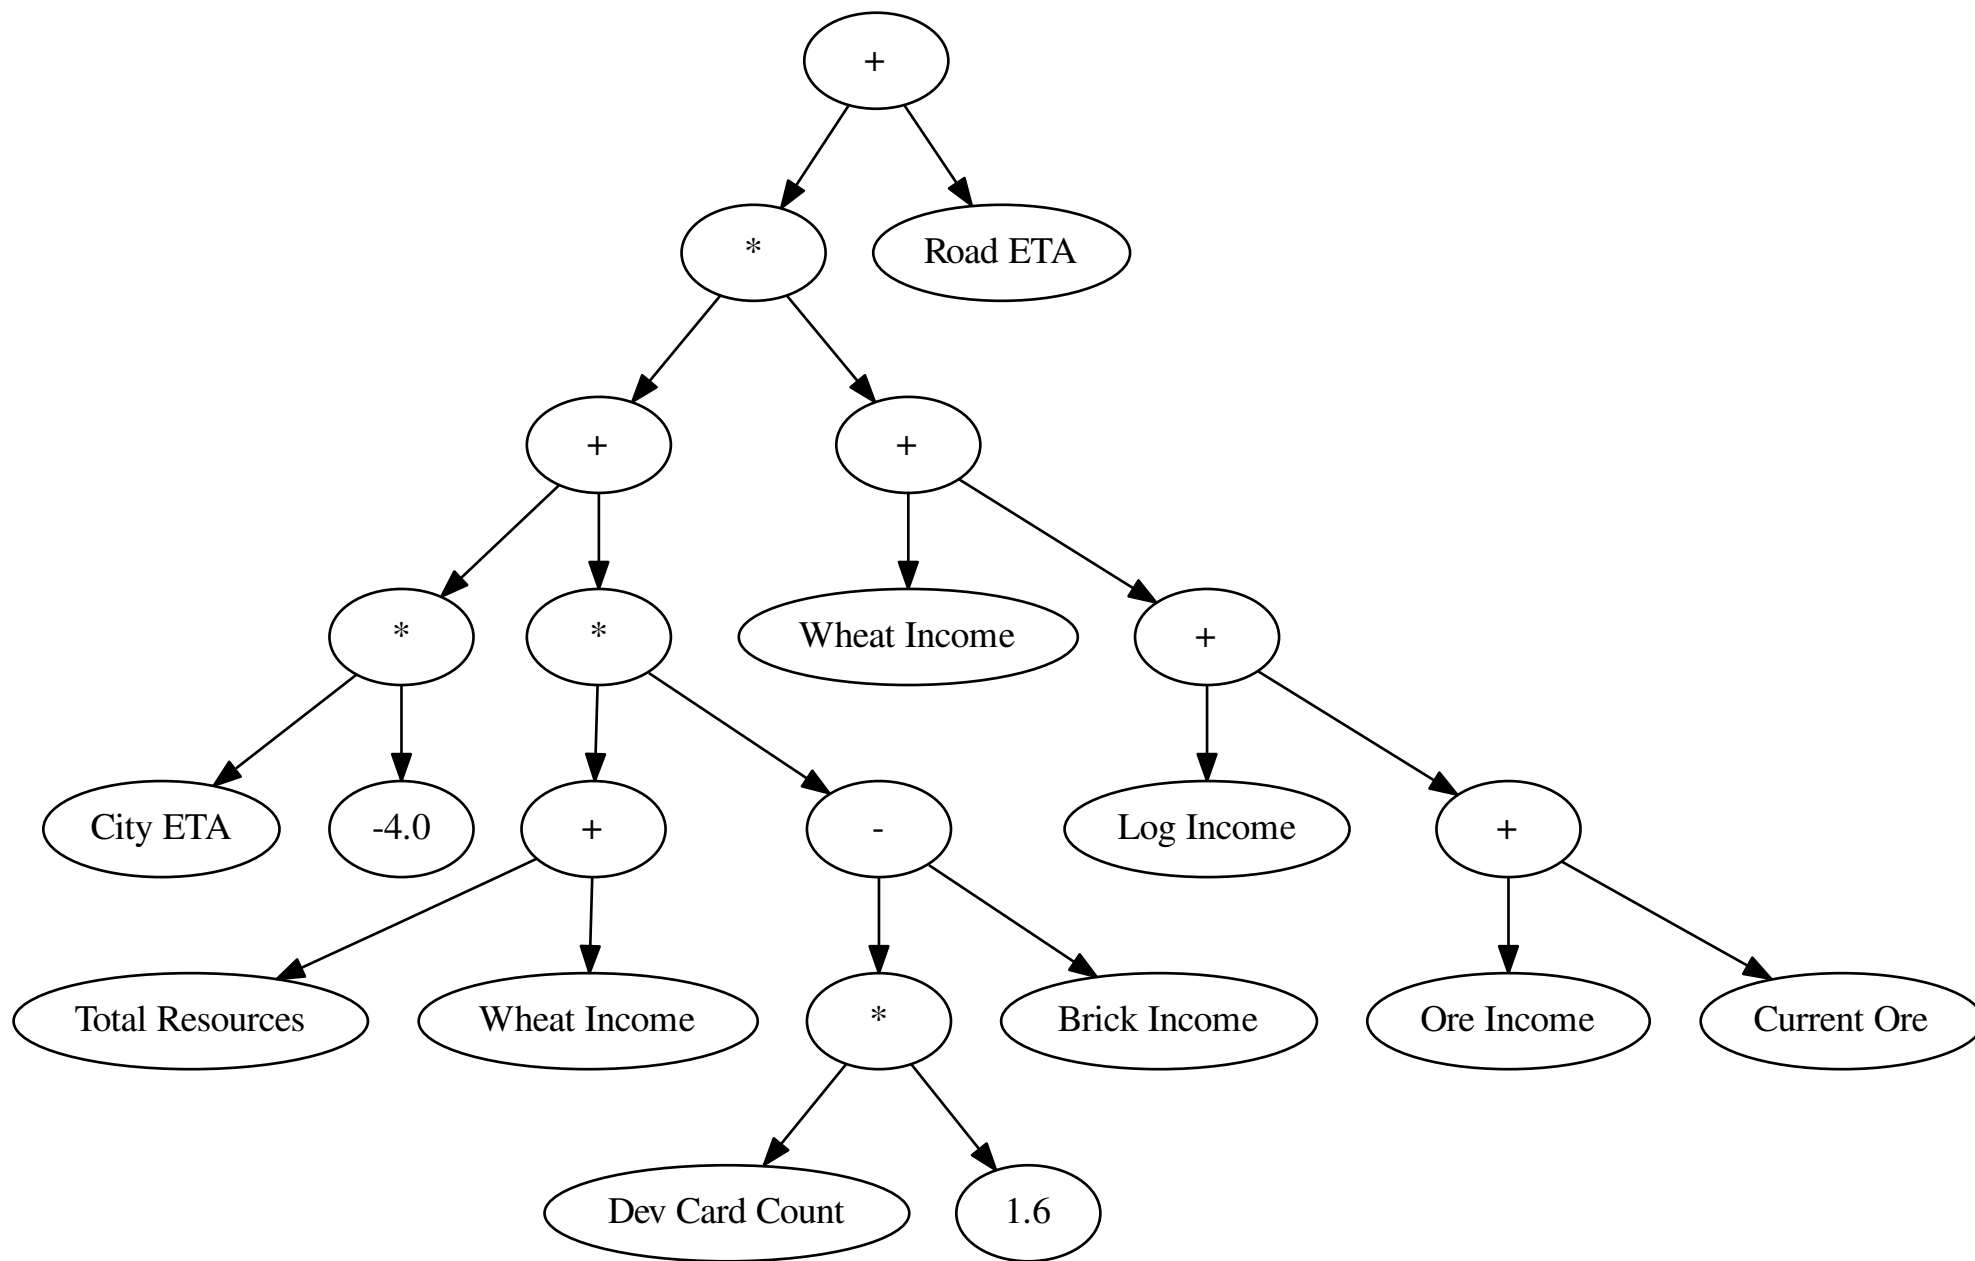 +
*
Road ETA
+
+
*
*
Wheat Income
+
City ETA
-4.0
+
-
Log Income
+
Total Resources
Wheat Income
*
Brick Income
Ore Income
Current Ore
Dev Card Count
1.6